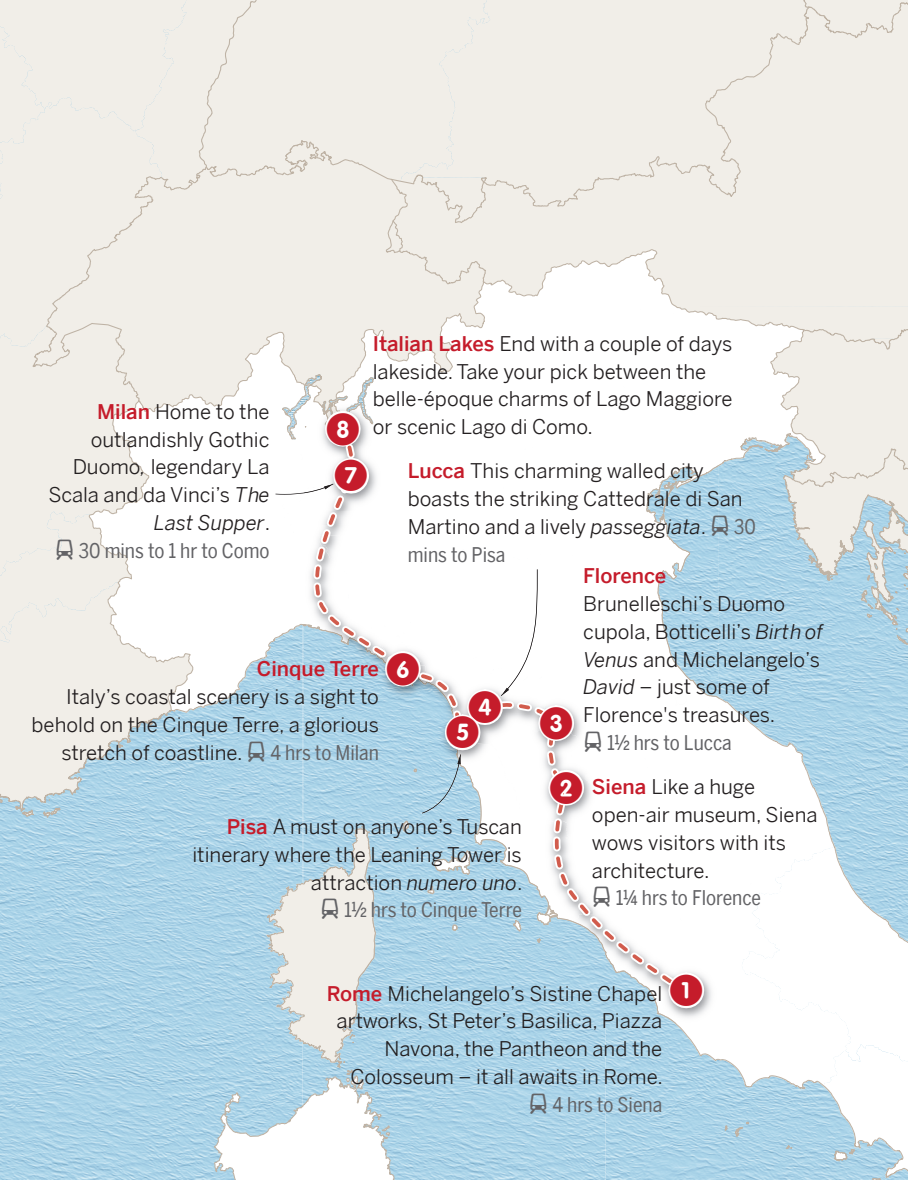 Italian Lakes End with a couple of days
lakeside. Take your pick between the
belle-époque charms of Lago Maggiore
or scenic Lago di Como.
8
Milan Home to the
outlandishly Gothic
Duomo, legendary La
Scala and da Vinci's The
Last Supper.
30 mins to 1 hr to Como
7
Lucca This charming walled city
boasts the striking Cattedrale di San
Martino and a lively passeggiata. 30
mins to Pisa
Florence
Brunelleschi's Duomo
cupola, Botticelli's Birth of
Venus and Michelangelo's
David – just some of
Florence's treasures.
1½ hrs to Lucca
Cinque Terre
Italy's coastal scenery is a sight to
behold on the Cinque Terre, a glorious
stretch of coastline. 4 hrs to Milan
6
4
5
3
2
Siena Like a huge
open-air museum, Siena
wows visitors with its
architecture.
1¼ hrs to Florence
Pisa A must on anyone's Tuscan
itinerary where the Leaning Tower is
attraction numero uno.
1½ hrs to Cinque Terre
Rome Michelangelo's Sistine Chapel
artworks, St Peter's Basilica, Piazza
Navona, the Pantheon and the
Colosseum – it all awaits in Rome.
4 hrs to Siena
1